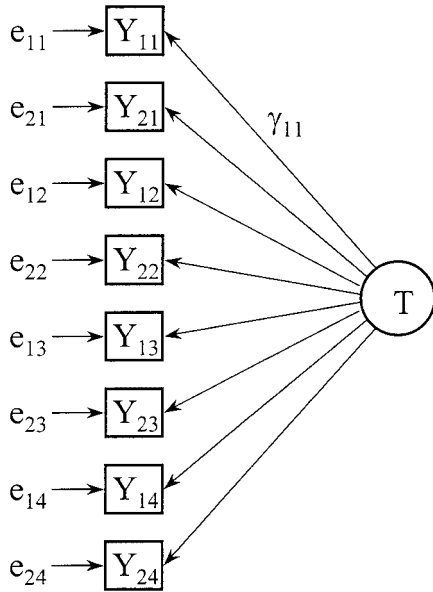 e₁₁ Y₁₁
γ₁₁
e₂₁ Y₂₁
e₁₂ Y₁₂
e₂₂ Y₂₂
T
e₁₃ Y₁₃
e₂₃ Y₂₃
e₁₄ Y₁₄
e₂₄ Y₂₄